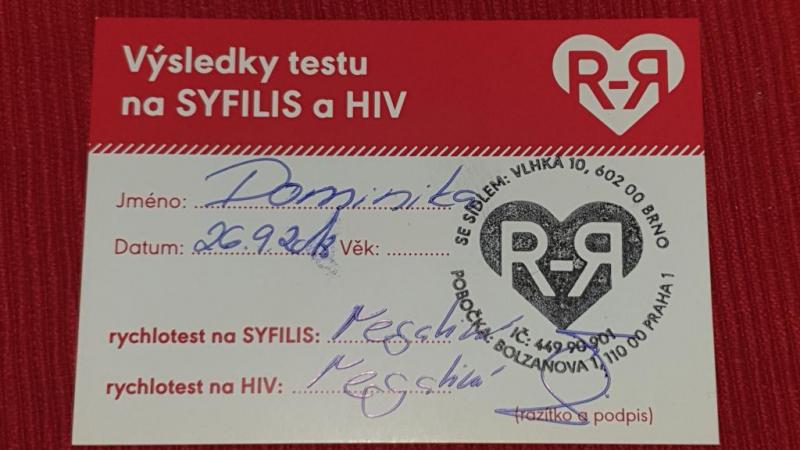 Výsledky testu
na SYFILIS a HIV
R-Я
Jméno: Dominika
Datum: 26.9.2018 Věk:
SE SÍDLEM: VLHKÁ 10, 602 00 BRNO
R-Я
IČ: 449 90 901
POBOČKA: BOLZANOVA 1, 110 00 PRAHA 1
rychlotest na SYFILIS: Negativní
rychlotest na HIV: Negativní
(razítko a podpis)